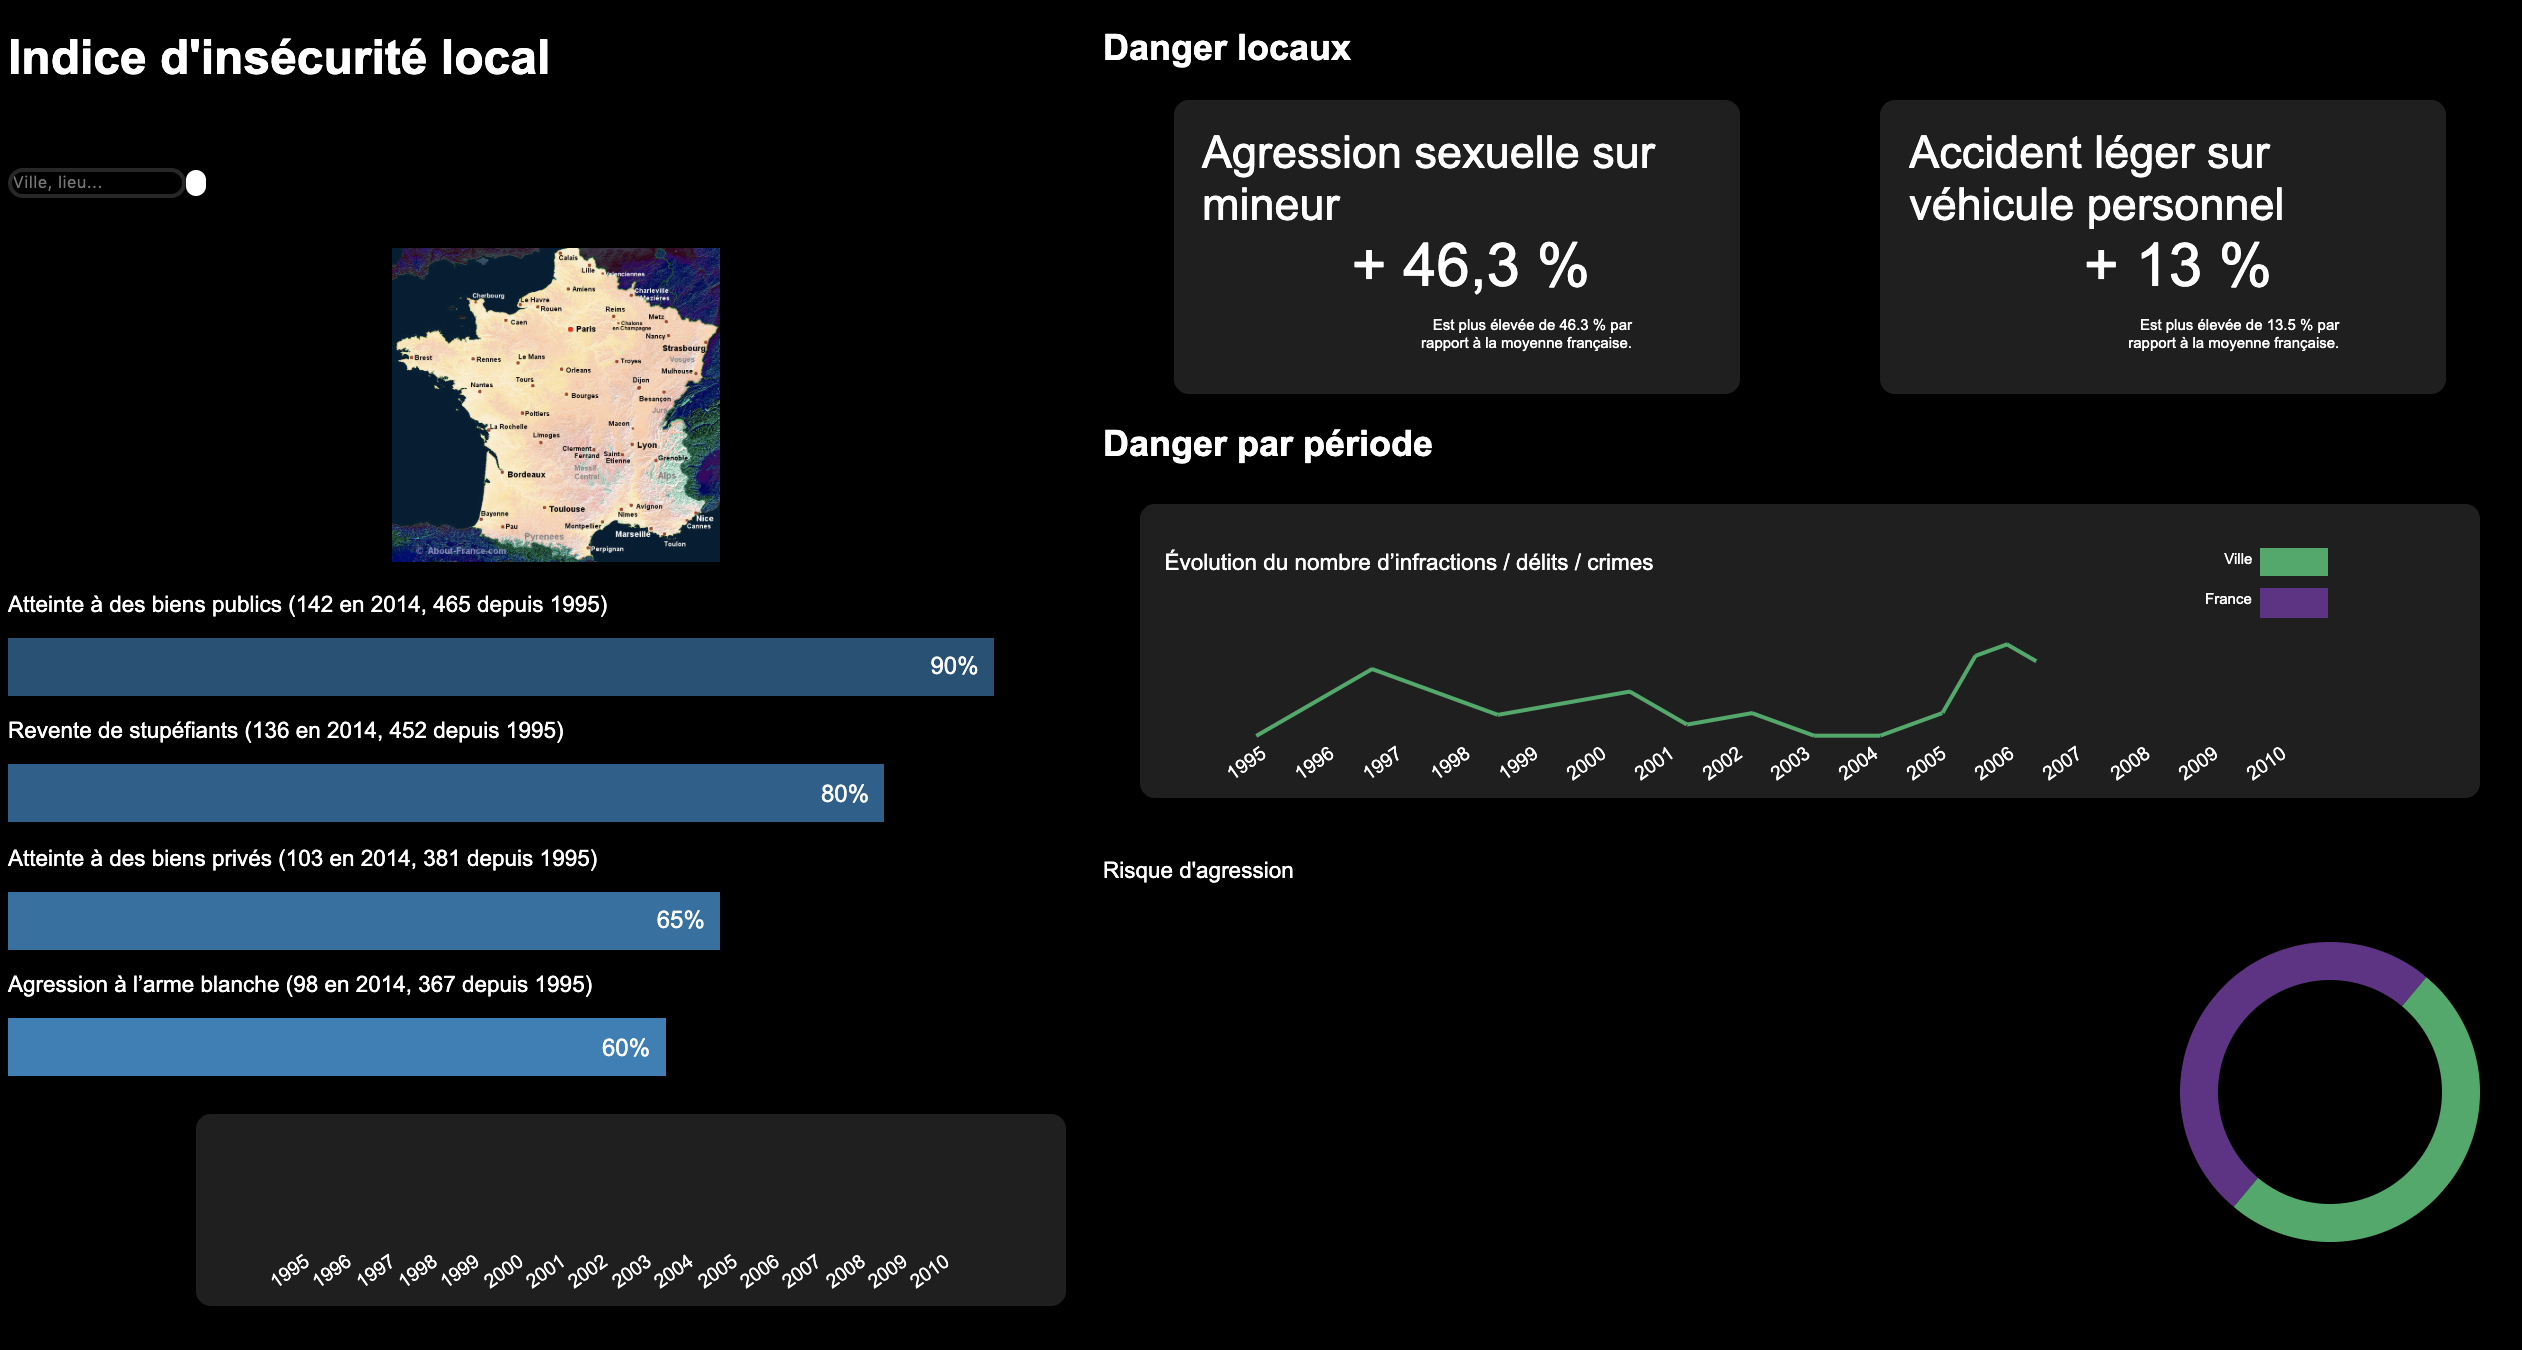 Indice d'insécurité local
Ville, lieu...
Calais
Lille
Valenciennes
Cherbourg
Amiens
Charleville
Mezières
Le Havre
Rouen
Reims
Metz
Caen
Paris
Chalons
en Champagne
Nancy
Strasbourg
Brest
Rennes
Le Mans
Troyes
Vosges
Orleans
Mulhouse
Nantes
Tours
Dijon
Bourges
Besançon
Poitiers
Jura
La Rochelle
Macon
Limoges
Lyon
Clermont
Ferrand
Saint
Etienne
Grenoble
Massif
Central
Alps
Bordeaux
Toulouse
Avignon
Nimes
Bayonne
Pau
Montpellier
Nice
Cannes
Marseille
Pyrenees
Toulon
Perpignan
© About-France.com
Atteinte à des biens publics (142 en 2014, 465 depuis 1995)
90%
Revente de stupéfiants (136 en 2014, 452 depuis 1995)
80%
Atteinte à des biens privés (103 en 2014, 381 depuis 1995)
65%
Agression à l’arme blanche (98 en 2014, 367 depuis 1995)
60%
1995 1996 1997 1998 1999 2000 2001 2002 2003 2004 2005 2006 2007 2008 2009 2010
Danger locaux
Agression sexuelle sur
mineur
+ 46,3 %
Est plus élevée de 46.3 % par
rapport à la moyenne française.
Accident léger sur
véhicule personnel
+ 13 %
Est plus élevée de 13.5 % par
rapport à la moyenne française.
Danger par période
Évolution du nombre d’infractions / délits / crimes
Ville
France
1995 1996 1997 1998 1999 2000 2001 2002 2003 2004 2005 2006 2007 2008 2009 2010
Risque d'agression